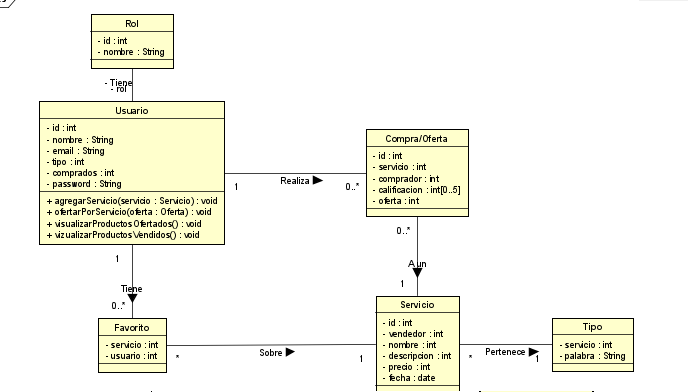 Rol
- id : int
- nombre : String
- Tiene
- rol
Usuario
- id : int
- nombre : String
- email : String
- tipo : int
- comprados : int
- password : String
+ agregarServicio(servicio : Servicio) : void
+ ofertarPorServicio(oferta : Oferta) : void
+ visualizarProductosOfertados() : void
+ vizualizarProductosVendidos() : void
1
Realiza
0..*
Compra/Oferta
- id : int
- servicio : int
- comprador : int
- calificacion : int[0..5]
- oferta : int
0..*
A un
1
1
Tiene
0..*
Favorito
- servicio : int
- usuario : int
*
Sobre
1
Servicio
- id : int
- vendedor : int
- nombre : int
- descripcion : int
- precio : int
- fecha : date
*
Pertenece
1
Tipo
- servicio : int
- palabra : String